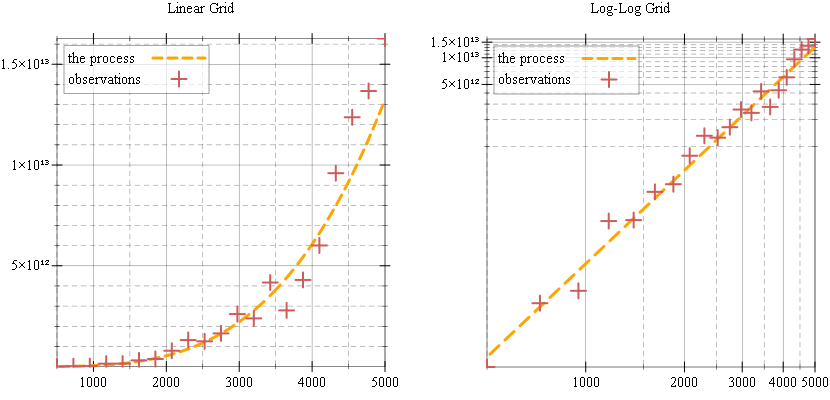 Linear Grid
the process
observations
1.5×10¹³
1×10¹³
5×10¹²
1000 2000 3000 4000 5000
Log-Log Grid
the process
observations
1.5×10¹³
1×10¹³
5×10¹²
1000 2000 3000 4000 5000